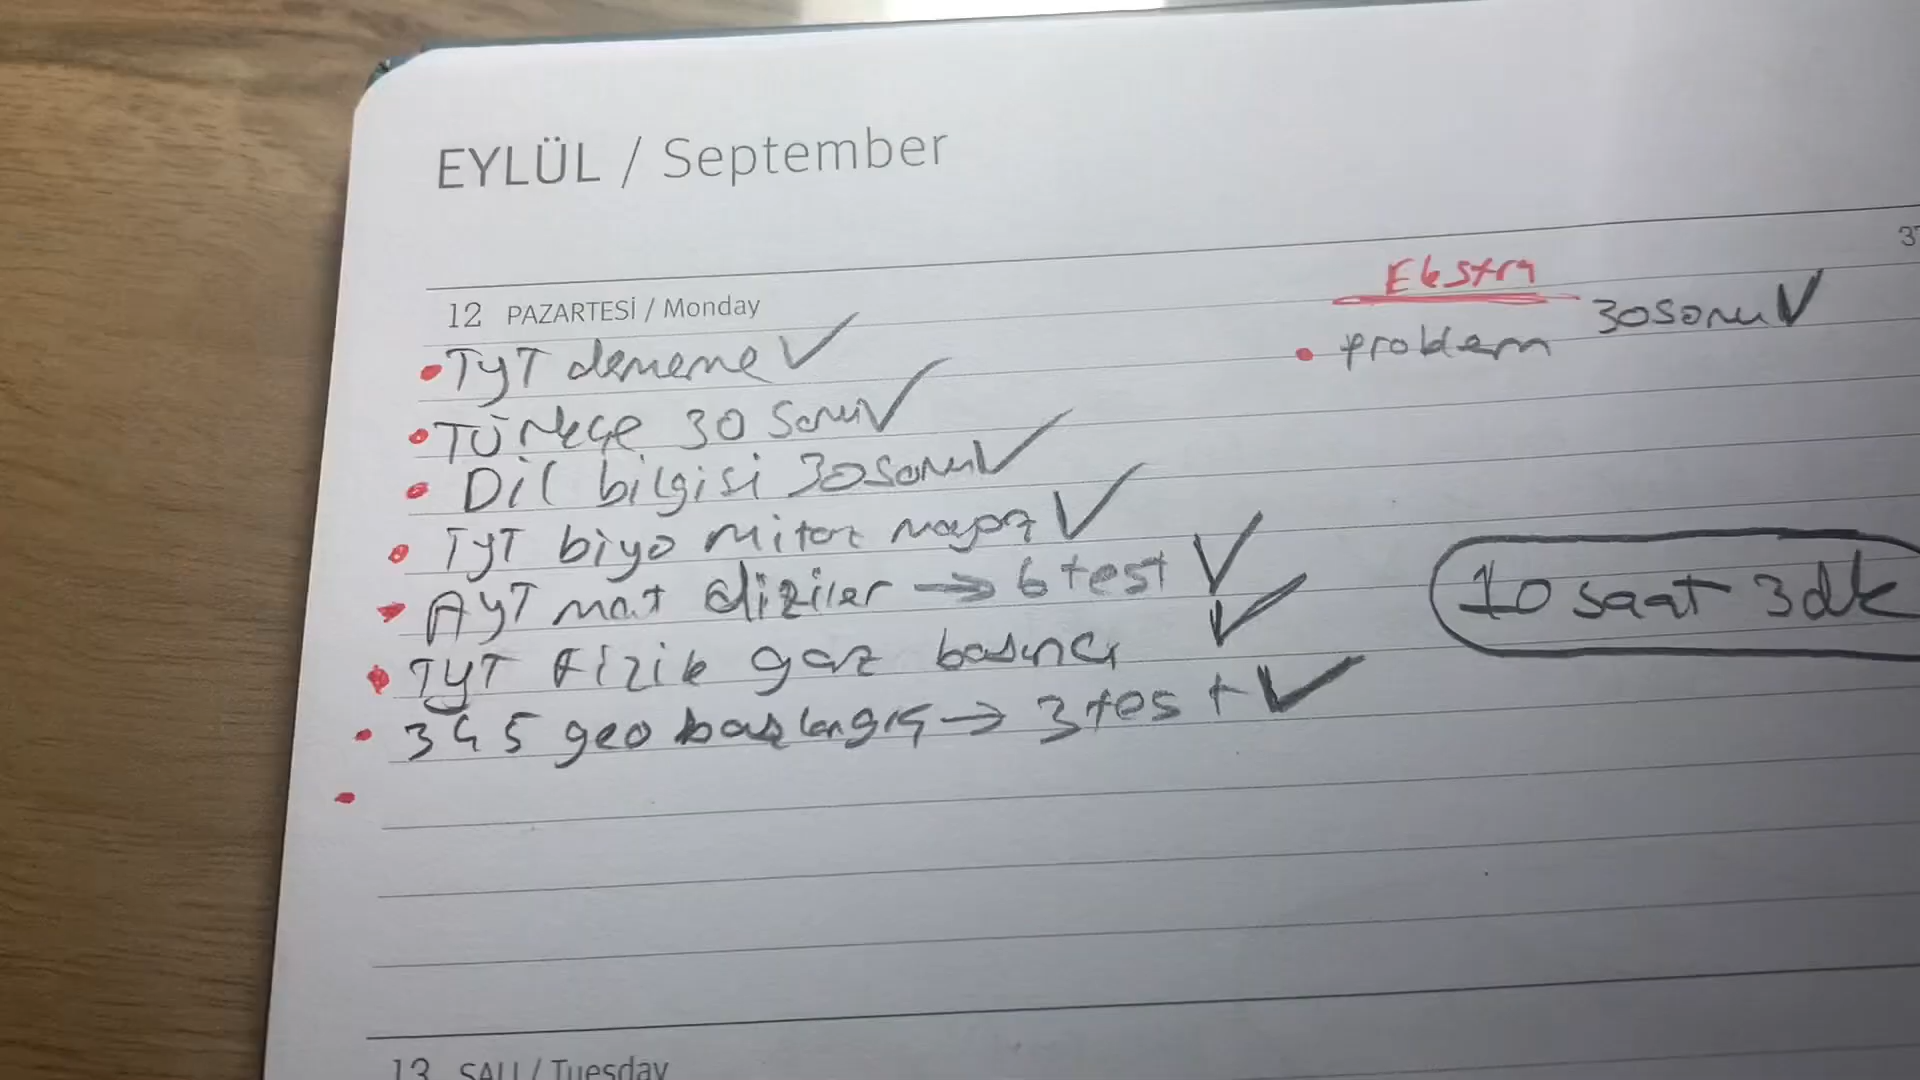 EYLÜL / September
37
12 PAZARTESİ / Monday
TYT deneme ✓
Türkçe 30 soru ✓
Dil bilgisi 30 soru ✓
TYT biyo mitoz mayoz ✓
AYT mat diziler → 6 test ✓
TYT fizik gaz basıncı ✓
345 geo başlangıç → 3 test ✓
Ekstra
problem 30 soru ✓
10 saat 3 dk
13 SALI / Tuesday